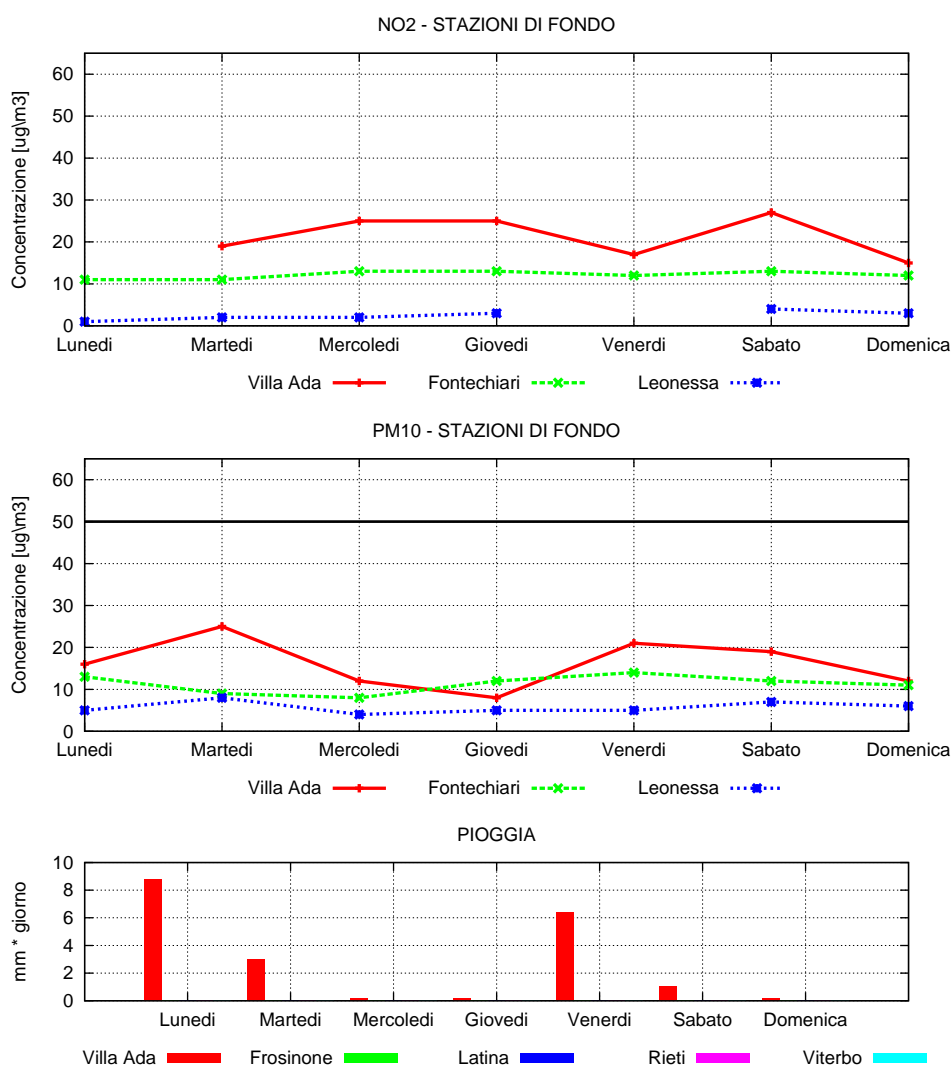 NO2 - STAZIONI DI FONDO
Concentrazione [ug\m3]
60
50
40
30
20
10
0
Lunedi Martedi Mercoledi Giovedi Venerdi Sabato Domenica
Villa Ada Fontechiari Leonessa
PM10 - STAZIONI DI FONDO
Concentrazione [ug\m3]
60
50
40
30
20
10
0
Lunedi Martedi Mercoledi Giovedi Venerdi Sabato Domenica
Villa Ada Fontechiari Leonessa
PIOGGIA
mm * giorno
10
8
6
4
2
0
Lunedi Martedi Mercoledi Giovedi Venerdi Sabato Domenica
Villa Ada Frosinone Latina Rieti Viterbo